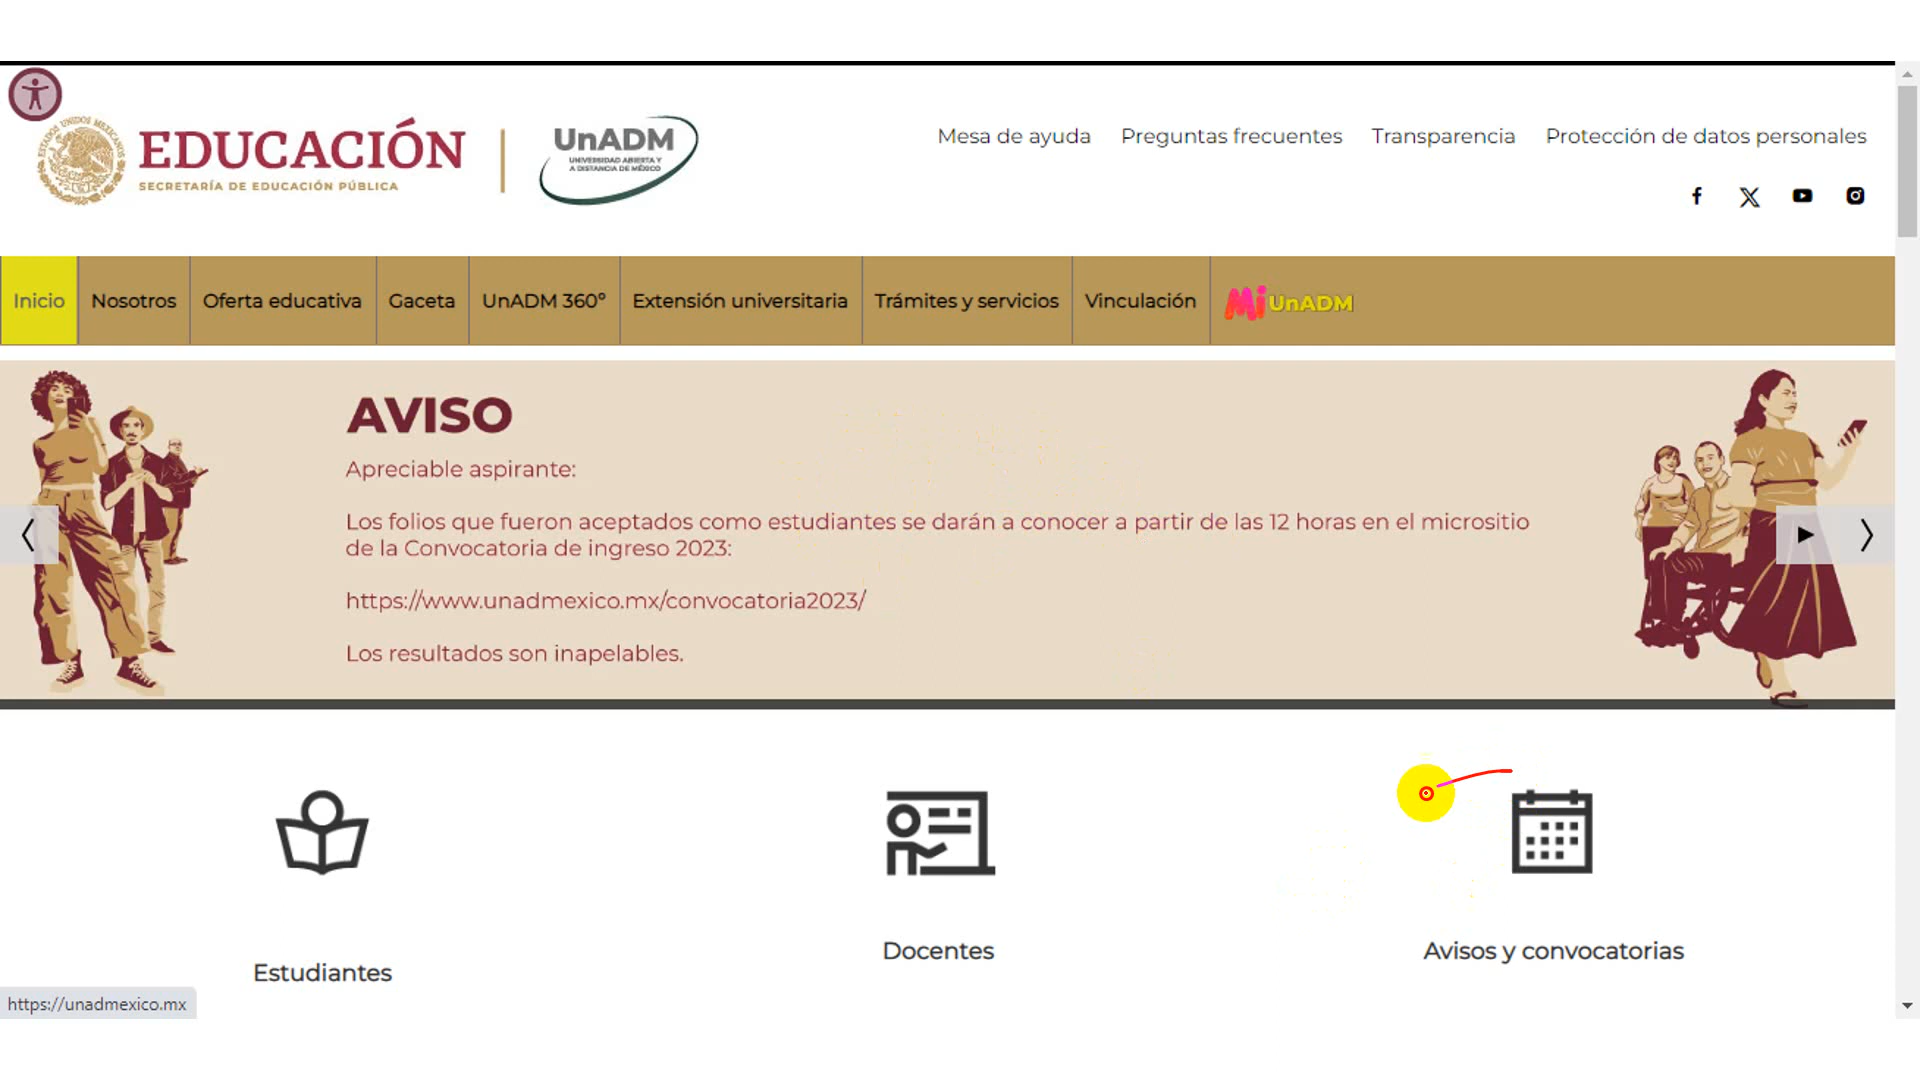 EDUCACIÓN
SECRETARÍA DE EDUCACIÓN PÚBLICA
ESTADOS UNIDOS MEXICANOS
UnADM
UNIVERSIDAD ABIERTA Y
A DISTANCIA DE MÉXICO
Mesa de ayuda Preguntas frecuentes Transparencia Protección de datos personales
Inicio Nosotros Oferta educativa Gaceta UnADM 360º Extensión universitaria Trámites y servicios Vinculación Mi UnADM
AVISO
Apreciable aspirante:
Los folios que fueron aceptados como estudiantes se darán a conocer a partir de las 12 horas en el micrositio
de la Convocatoria de ingreso 2023:
https://www.unadmexico.mx/convocatoria2023/
Los resultados son inapelables.
Estudiantes
Docentes
Avisos y convocatorias
https://unadmexico.mx